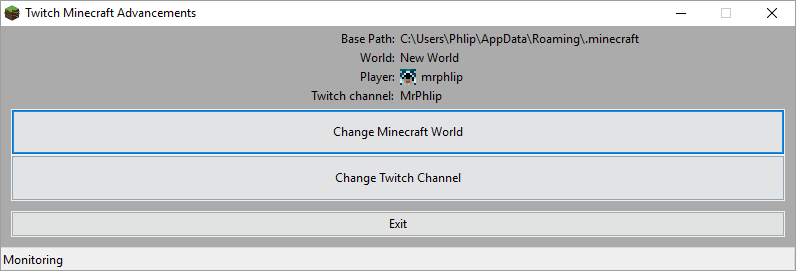 Twitch Minecraft Advancements
Base Path: C:\Users\Phlip\AppData\Roaming\.minecraft
World: New World
Player: mrphlip
Twitch channel: MrPhlip
Change Minecraft World
Change Twitch Channel
Exit
Monitoring